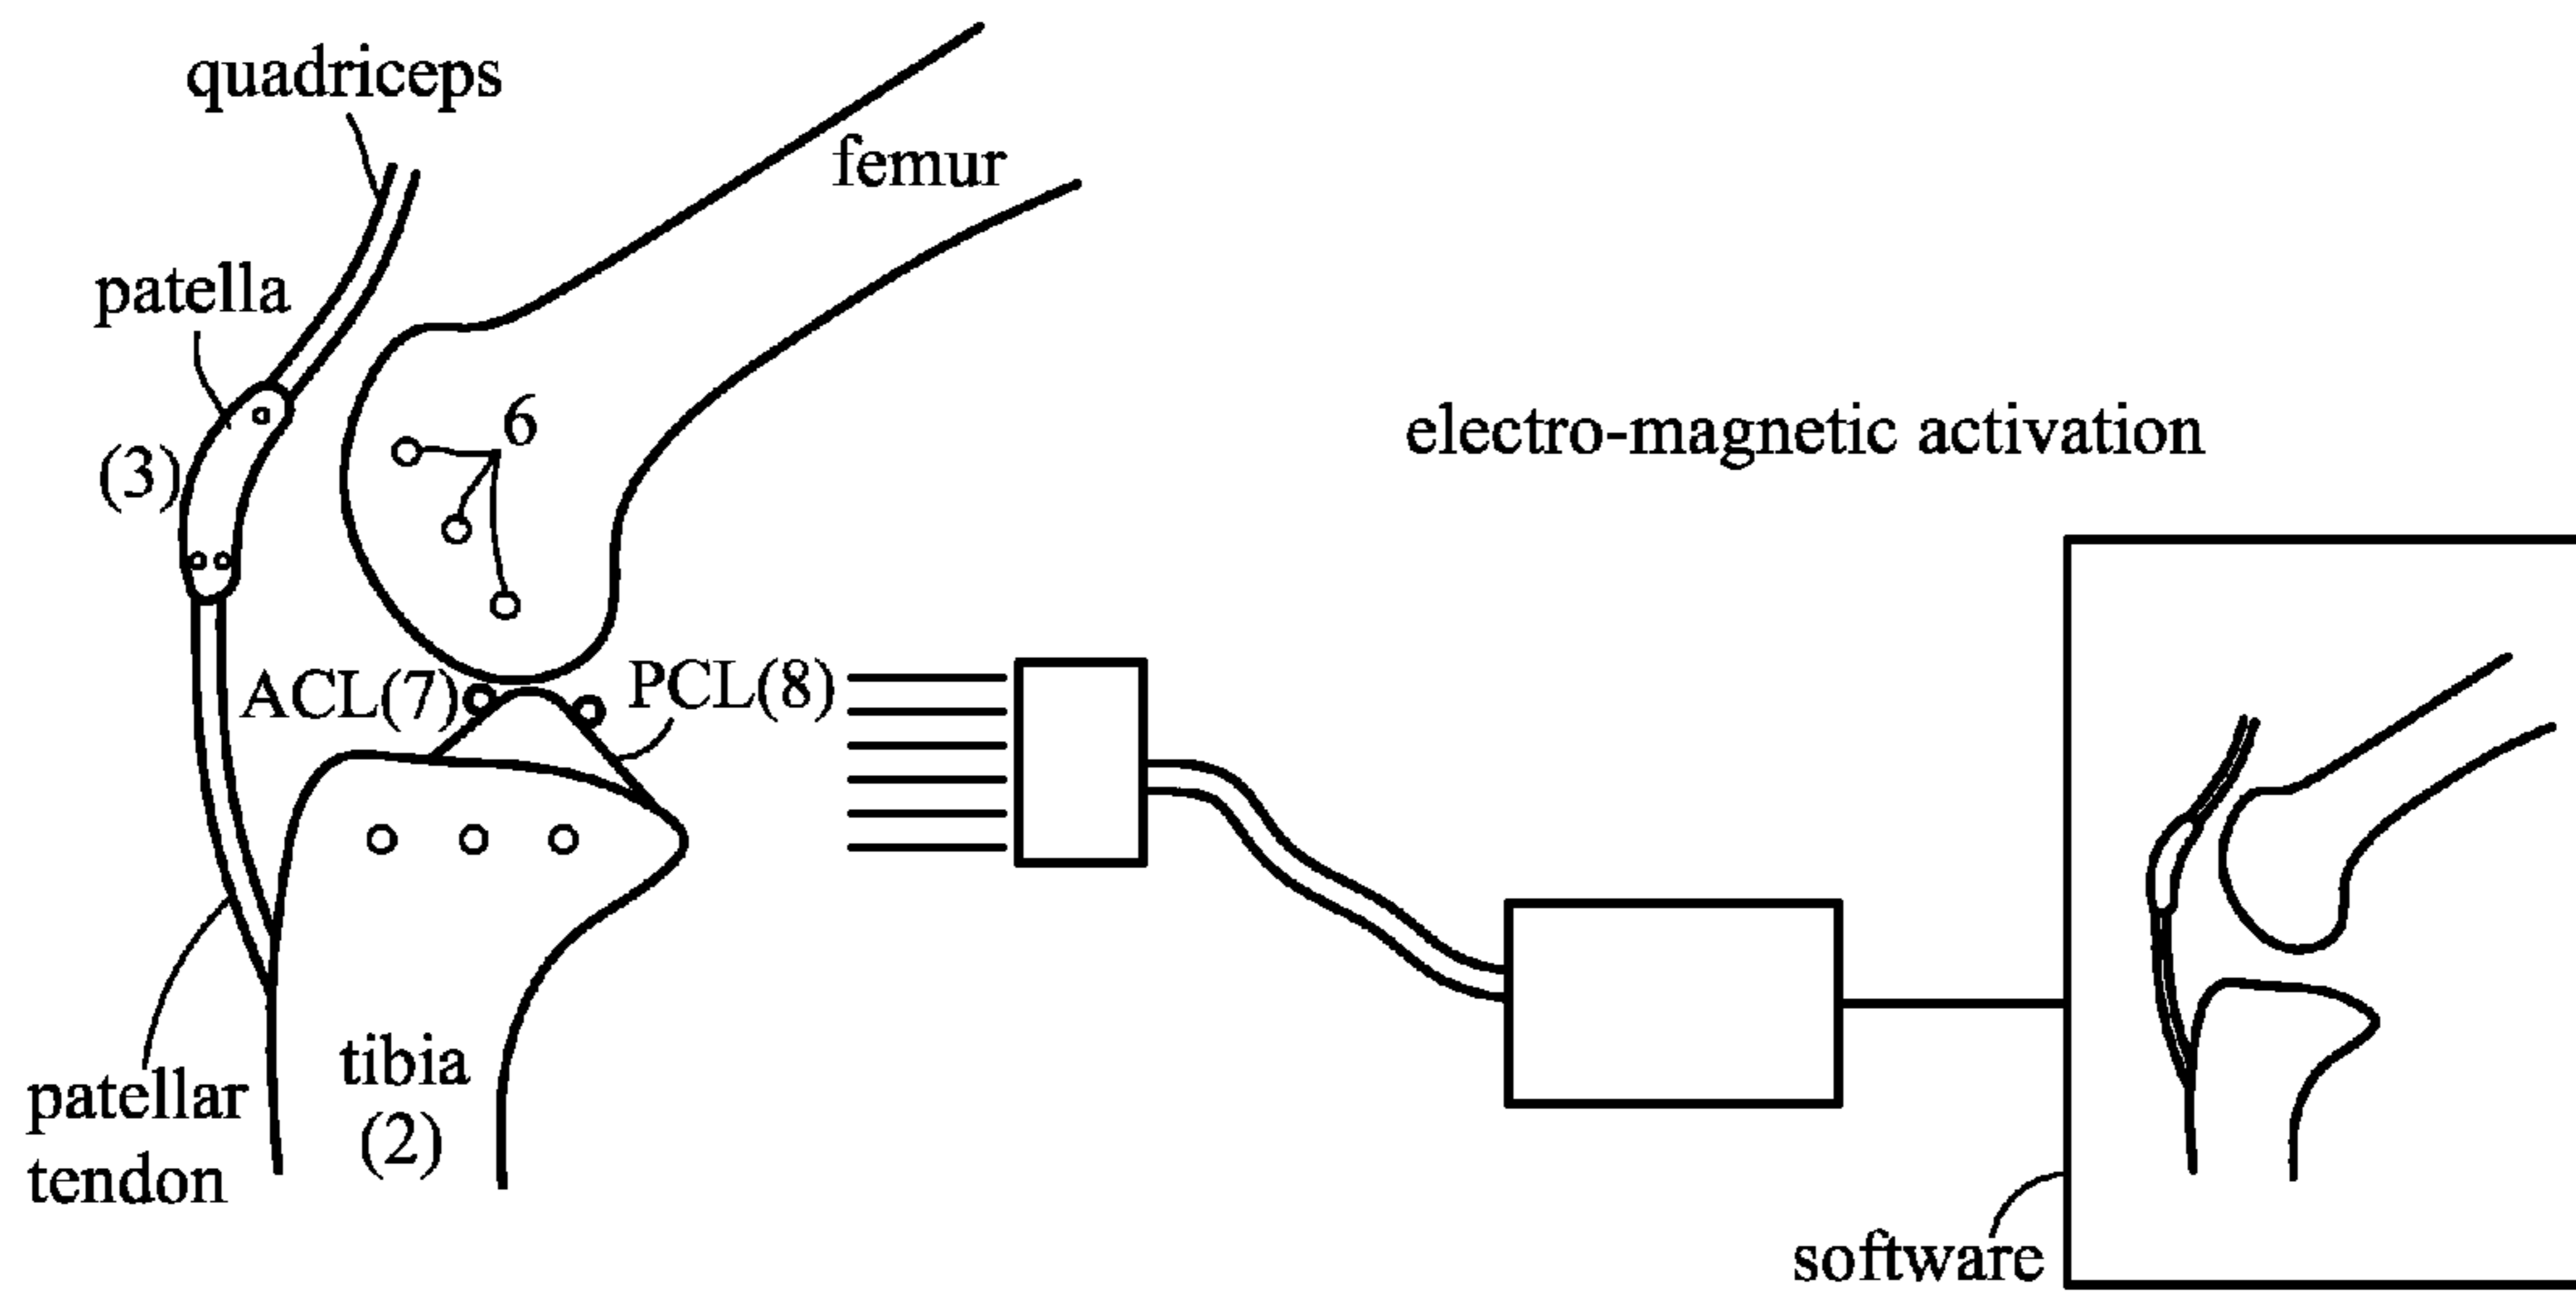 quadriceps
femur
patella
(3)
6
electro-magnetic activation
ACL(7)
PCL(8)
tibia
(2)
patellar
tendon
software